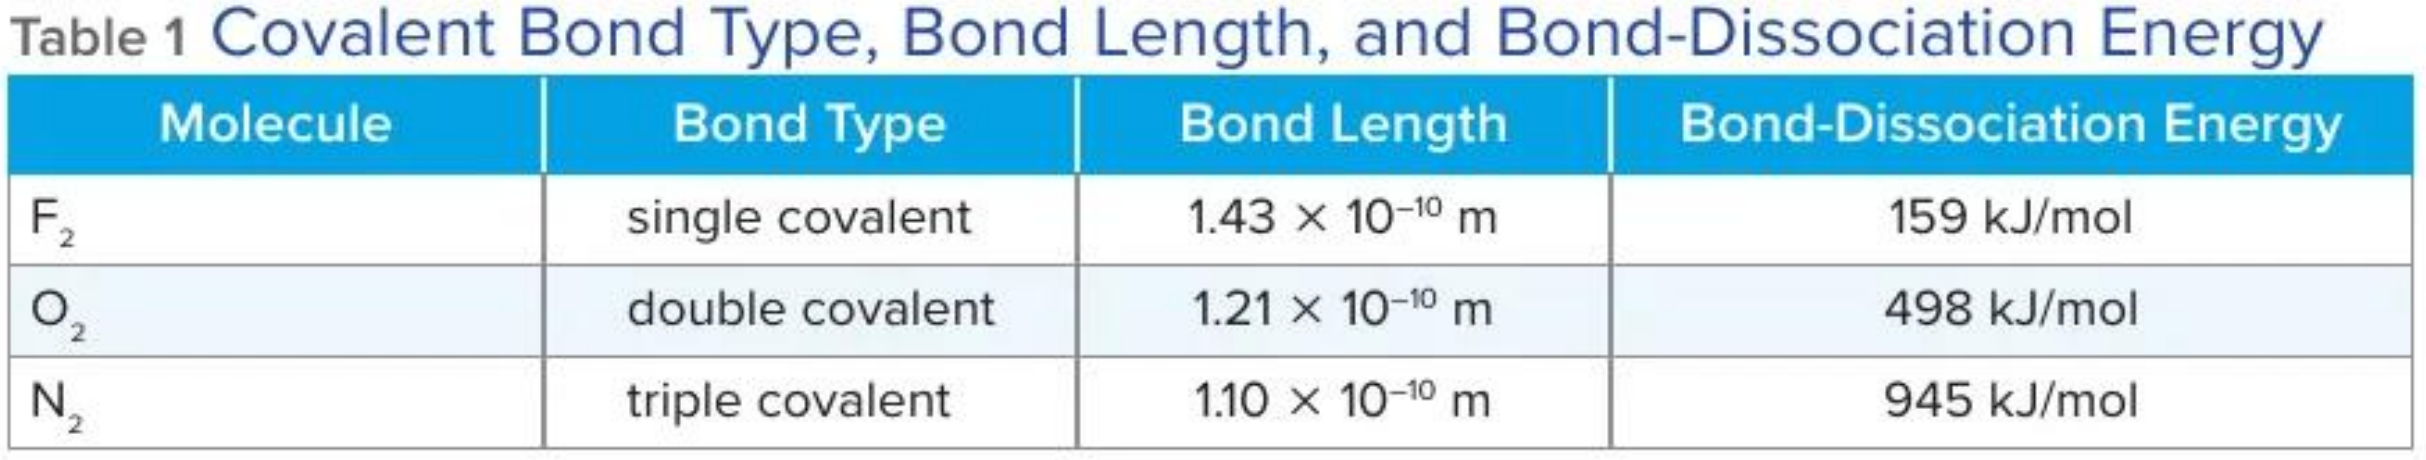 Table 1 Covalent Bond Type, Bond Length, and Bond-Dissociation Energy
Molecule Bond Type Bond Length Bond-Dissociation Energy
F₂ single covalent 1.43 × 10⁻¹⁰ m 159 kJ/mol
O₂ double covalent 1.21 × 10⁻¹⁰ m 498 kJ/mol
N₂ triple covalent 1.10 × 10⁻¹⁰ m 945 kJ/mol